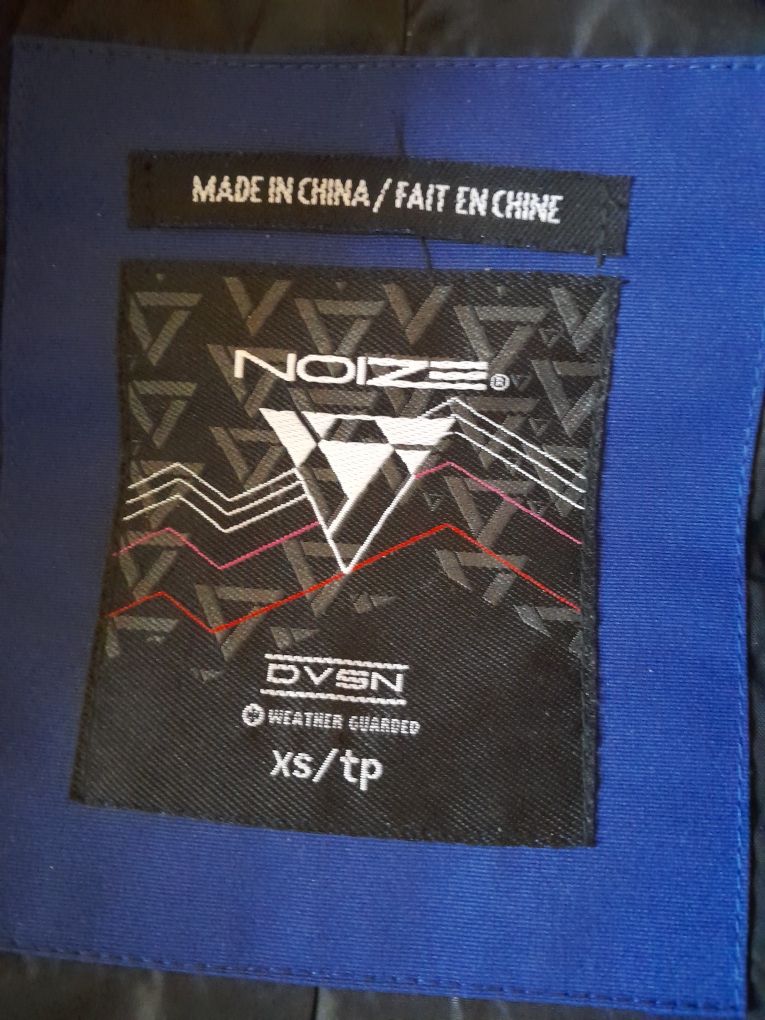 MADE IN CHINA / FAIT EN CHINE
NOIZE®
DVSN
WEATHER GUARDED
XS/tp